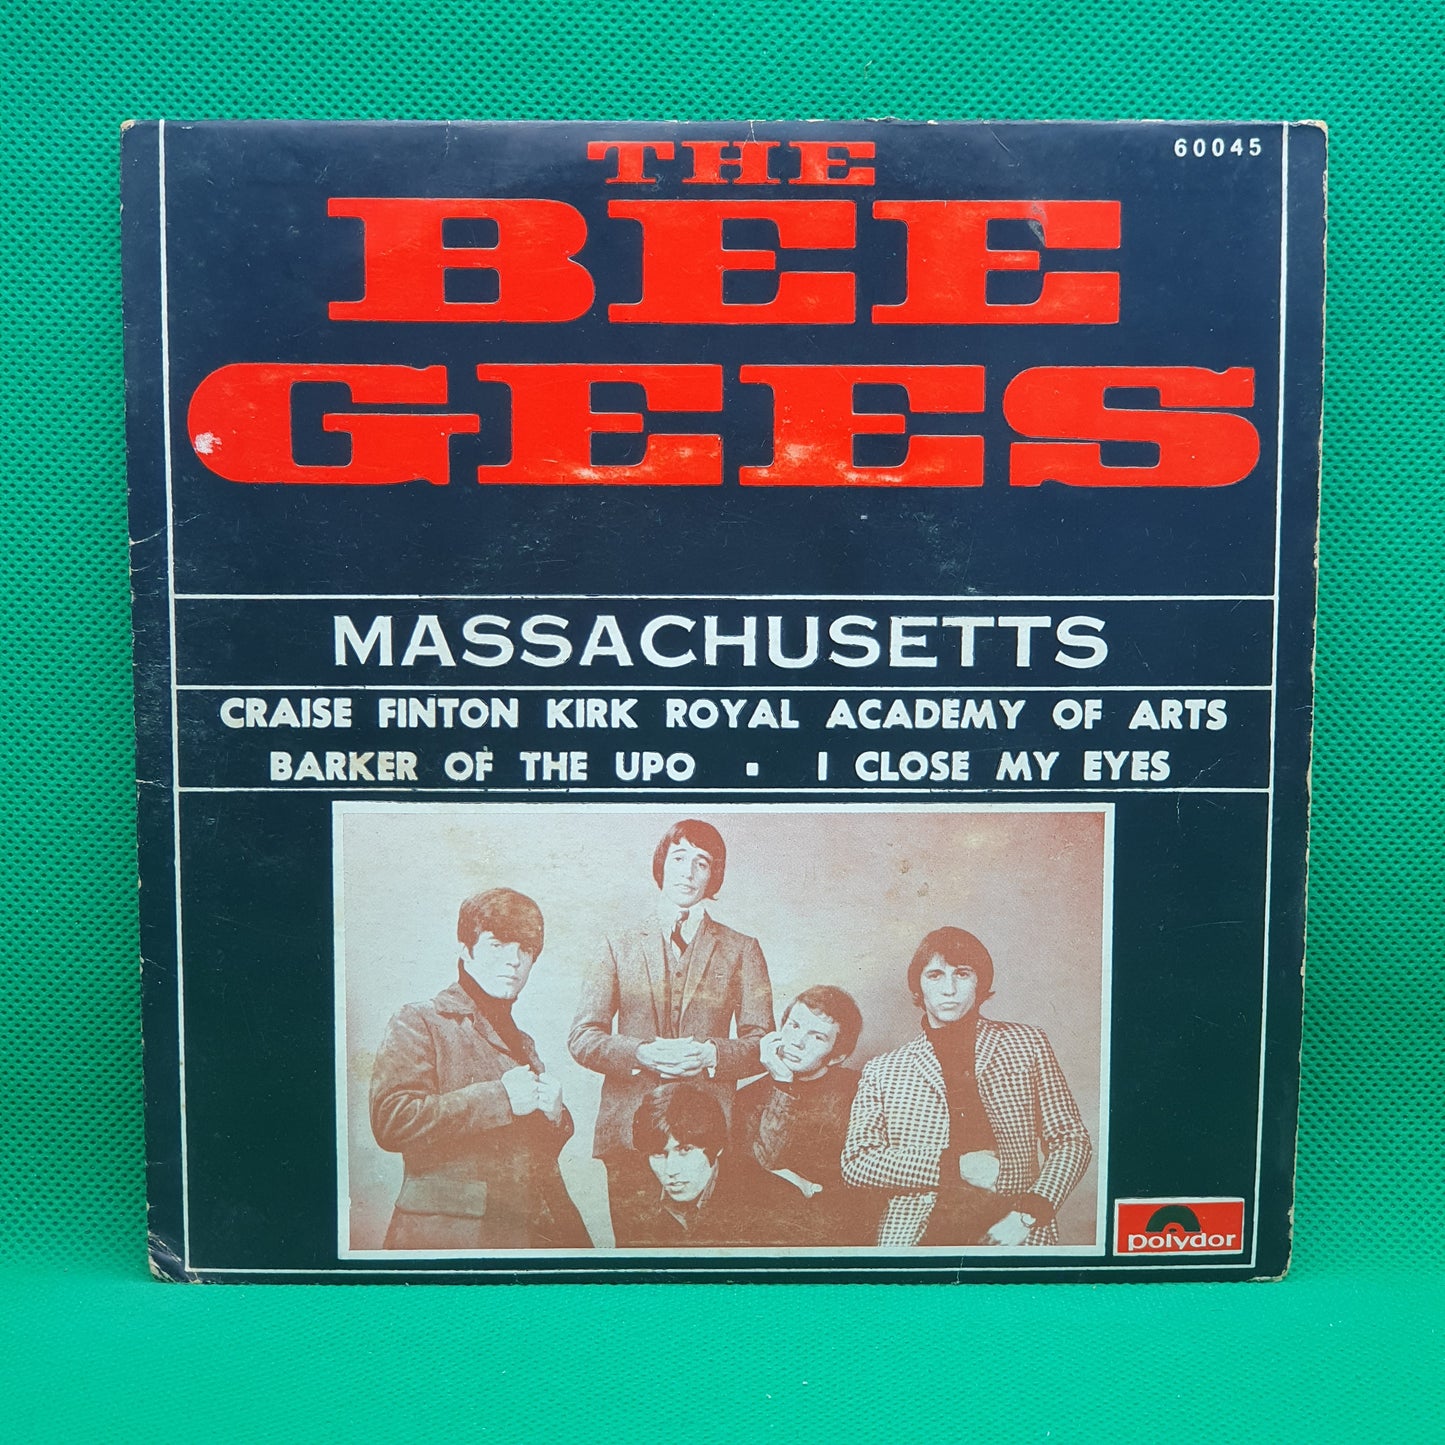 60045
THE
BEE
GEES
MASSACHUSETTS
CRAISE FINTON KIRK ROYAL ACADEMY OF ARTS
BARKER OF THE UPO ▪ I CLOSE MY EYES
polydor